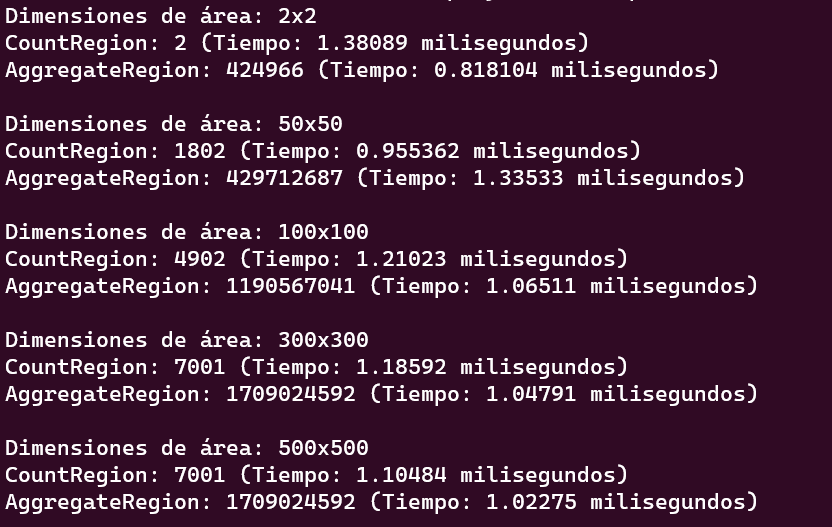 Dimensiones de área: 2x2
CountRegion: 2 (Tiempo: 1.38089 milisegundos)
AggregateRegion: 424966 (Tiempo: 0.818104 milisegundos)
Dimensiones de área: 50x50
CountRegion: 1802 (Tiempo: 0.955362 milisegundos)
AggregateRegion: 429712687 (Tiempo: 1.33533 milisegundos)
Dimensiones de área: 100x100
CountRegion: 4902 (Tiempo: 1.21023 milisegundos)
AggregateRegion: 1190567041 (Tiempo: 1.06511 milisegundos)
Dimensiones de área: 300x300
CountRegion: 7001 (Tiempo: 1.18592 milisegundos)
AggregateRegion: 1709024592 (Tiempo: 1.04791 milisegundos)
Dimensiones de área: 500x500
CountRegion: 7001 (Tiempo: 1.10484 milisegundos)
AggregateRegion: 1709024592 (Tiempo: 1.02275 milisegundos)